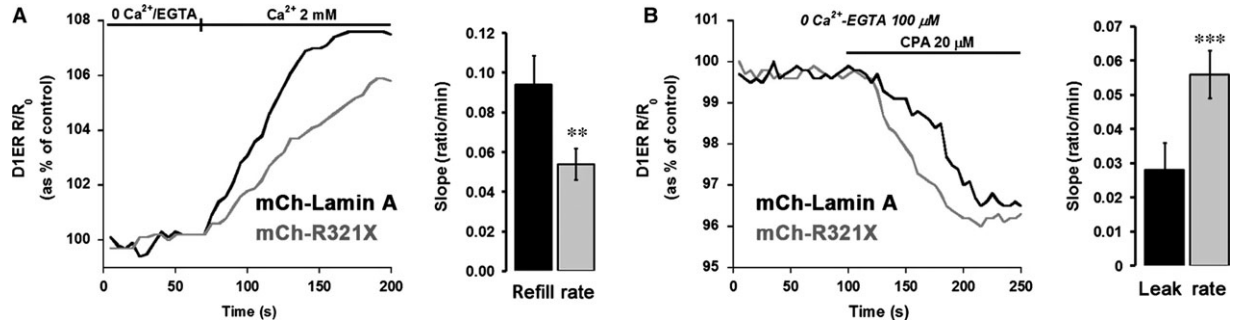 A
0 Ca²⁺/EGTA
Ca²⁺ 2 mM
108
106
104
102
100
D1ER R/R₀
(as % of control)
mCh-Lamin A
mCh-R321X
0
50
100
150
200
Time (s)
0.12
0.10
0.08
0.06
0.04
0.02
0.00
Slope (ratio/min)
**
Refill rate
B
0 Ca²⁺-EGTA 100 µM
CPA 20 µM
101
100
99
98
97
96
95
D1ER R/R₀
(as % of control)
mCh-Lamin A
mCh-R321X
0
50
100
150
200
250
Time (s)
0.07
0.06
0.05
0.04
0.03
0.02
0.01
0
Slope (ratio/min)
***
Leak rate